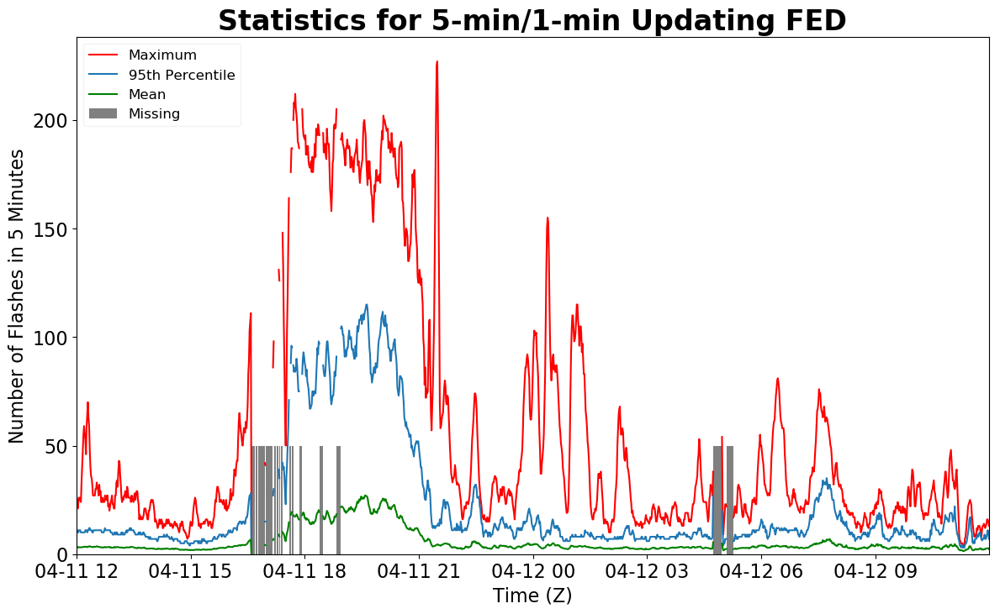 Statistics for 5-min/1-min Updating FED
Maximum
95th Percentile
Mean
Missing
Number of Flashes in 5 Minutes
200
150
100
50
0
04-11 12 04-11 15 04-11 18 04-11 21 04-12 00 04-12 03 04-12 06 04-12 09
Time (Z)